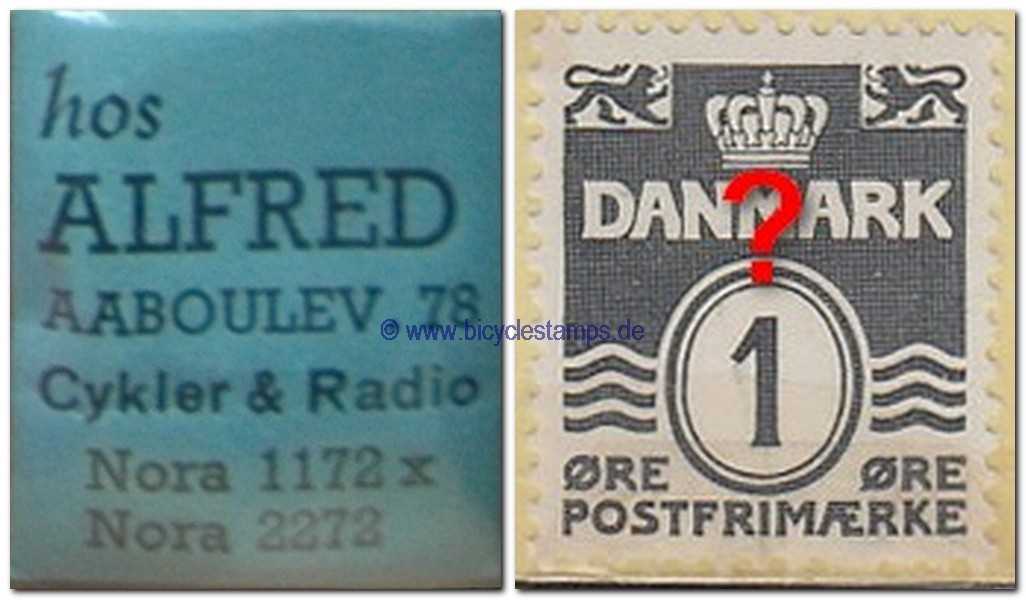 hos
ALFRED
AABOULEV 78
Cykler & Radio
Nora 1172 x
Nora 2272
DANMARK
?
1
ØRE ØRE
POSTFRIMÆRKE
© www.bicyclestamps.de